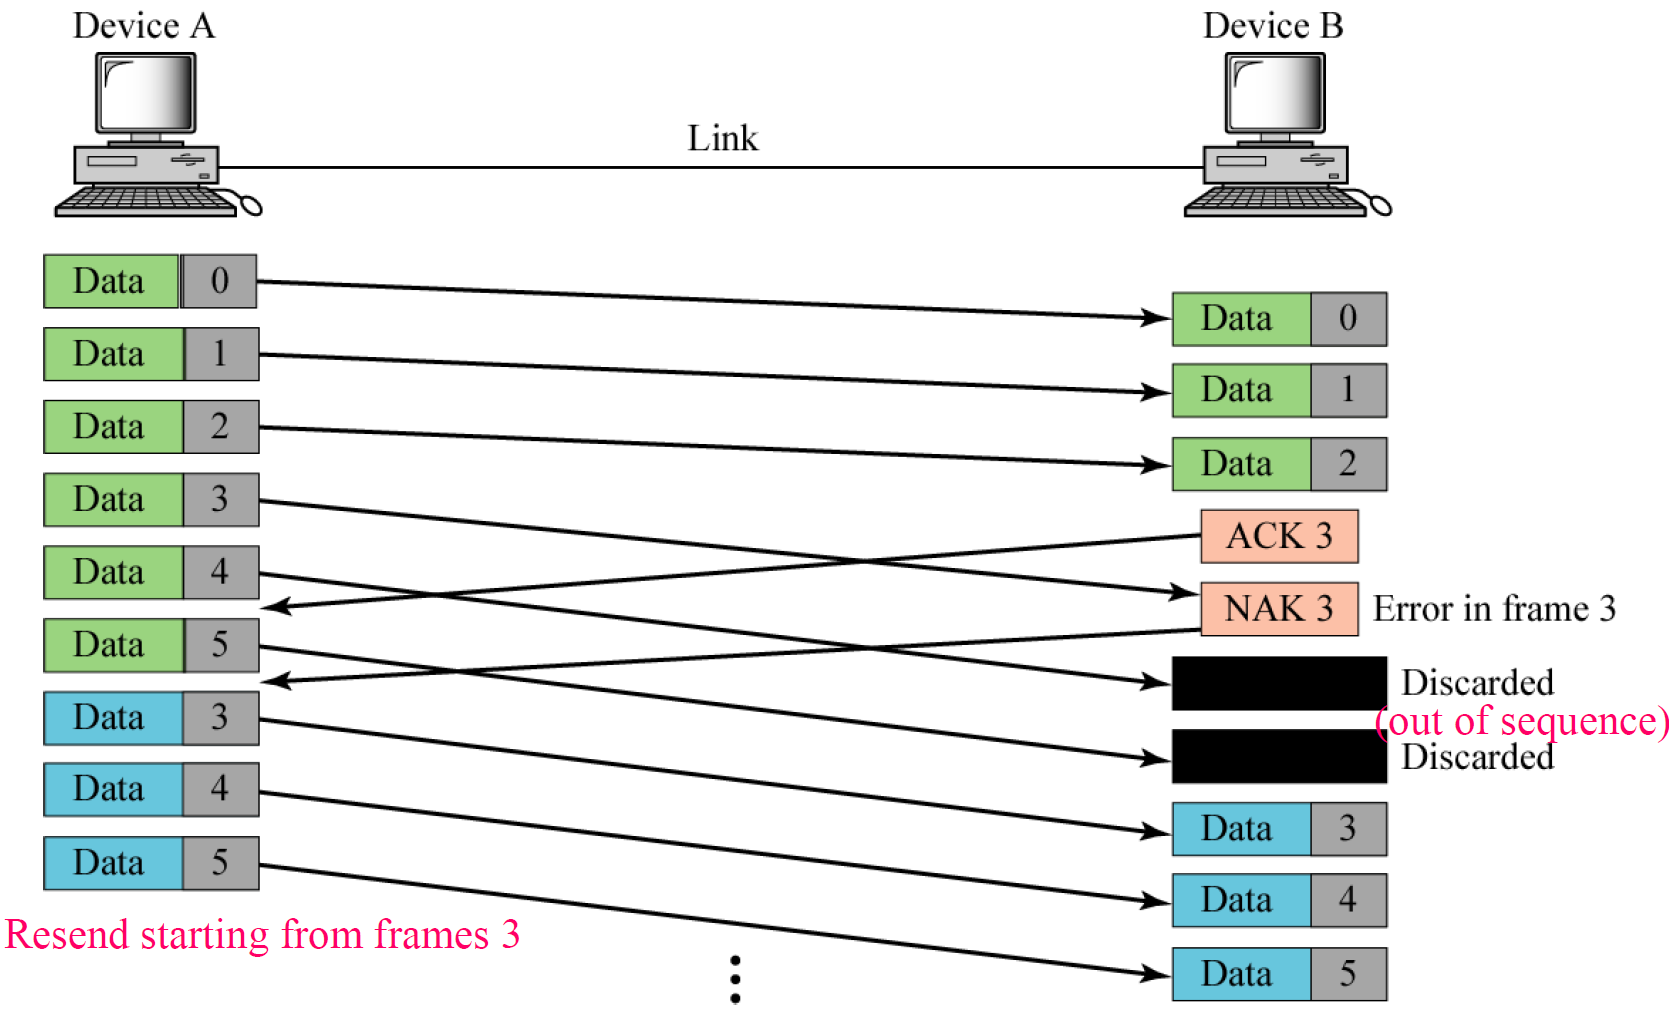 Device A
Device B
Link
Data 0
Data 0
Data 1
Data 1
Data 2
Data 2
Data 3
ACK 3
Data 4
NAK 3 Error in frame 3
Data 5
Discarded
(out of sequence)
Data 3
Discarded
Data 4
Data 3
Data 5
Data 4
Resend starting from frames 3
Data 5